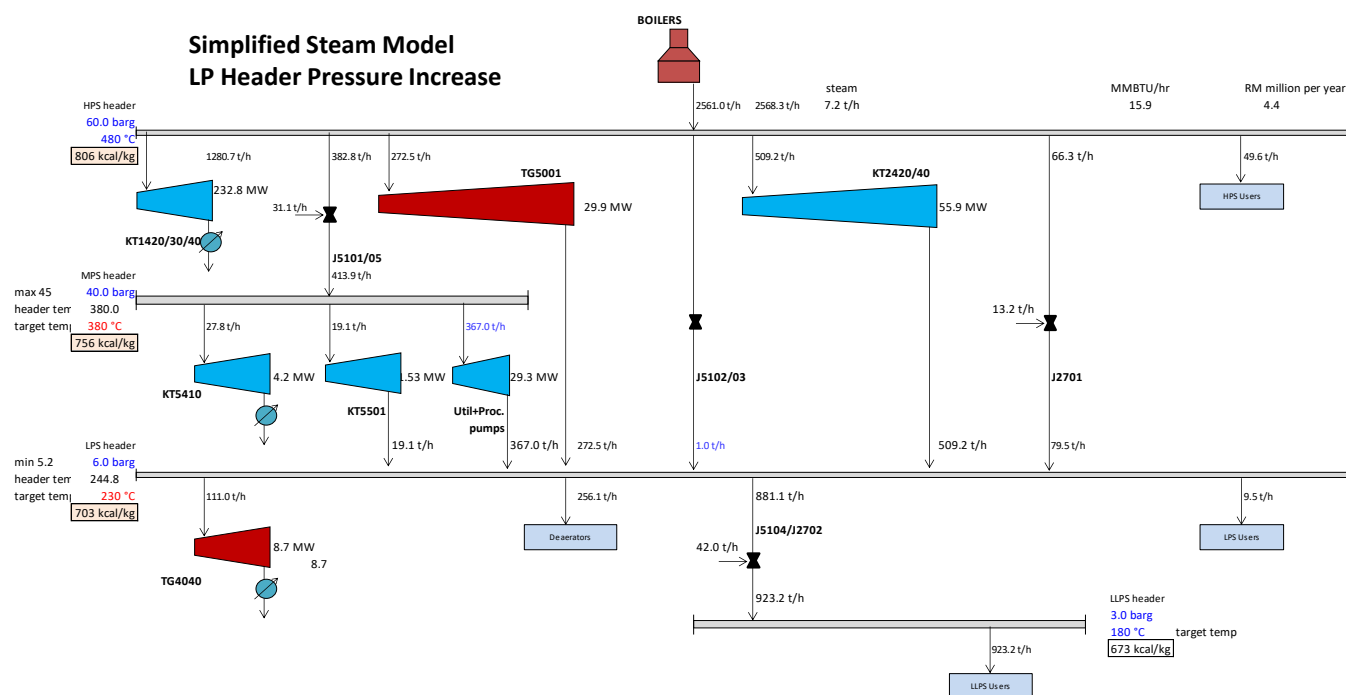 BOILERS
Simplified Steam Model
LP Header Pressure Increase
steam
MMBTU/hr
RM million per year
2561.0 t/h
2568.3 t/h
7.2 t/h
15.9
4.4
HPS header
60.0 barg
480 °C
806 kcal/kg
1280.7 t/h
382.8 t/h
272.5 t/h
509.2 t/h
66.3 t/h
49.6 t/h
TG5001
KT2420/40
232.8 MW
29.9 MW
55.9 MW
HPS Users
31.1 t/h
KT1420/30/40
J5101/05
413.9 t/h
MPS header
max 45
40.0 barg
header tem
380.0
target temp
380 °C
756 kcal/kg
13.2 t/h
27.8 t/h
19.1 t/h
367.0 t/h
4.2 MW
1.53 MW
29.3 MW
J5102/03
J2701
KT5410
KT5501
Util+Proc.
pumps
19.1 t/h
367.0 t/h
272.5 t/h
1.0 t/h
509.2 t/h
79.5 t/h
LPS header
min 5.2
6.0 barg
header tem
244.8
target temp
230 °C
703 kcal/kg
111.0 t/h
256.1 t/h
881.1 t/h
9.5 t/h
J5104/J2702
Deaerators
LPS Users
8.7 MW
8.7
42.0 t/h
TG4040
923.2 t/h
LLPS header
3.0 barg
180 °C
target temp
673 kcal/kg
923.2 t/h
LLPS Users